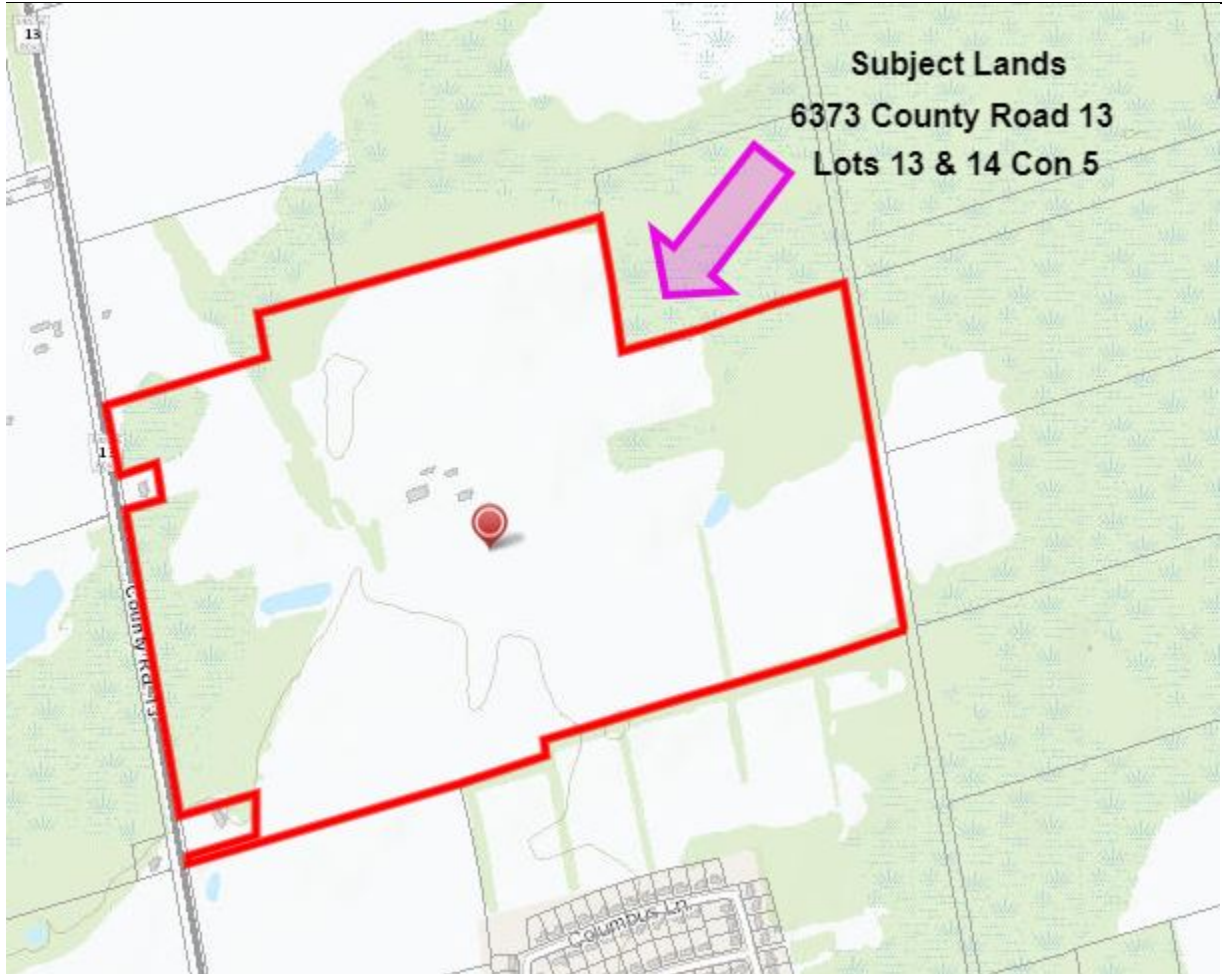 13
Subject Lands
6373 County Road 13
Lots 13 & 14 Con 5
County Rd 13
Columbus Ln